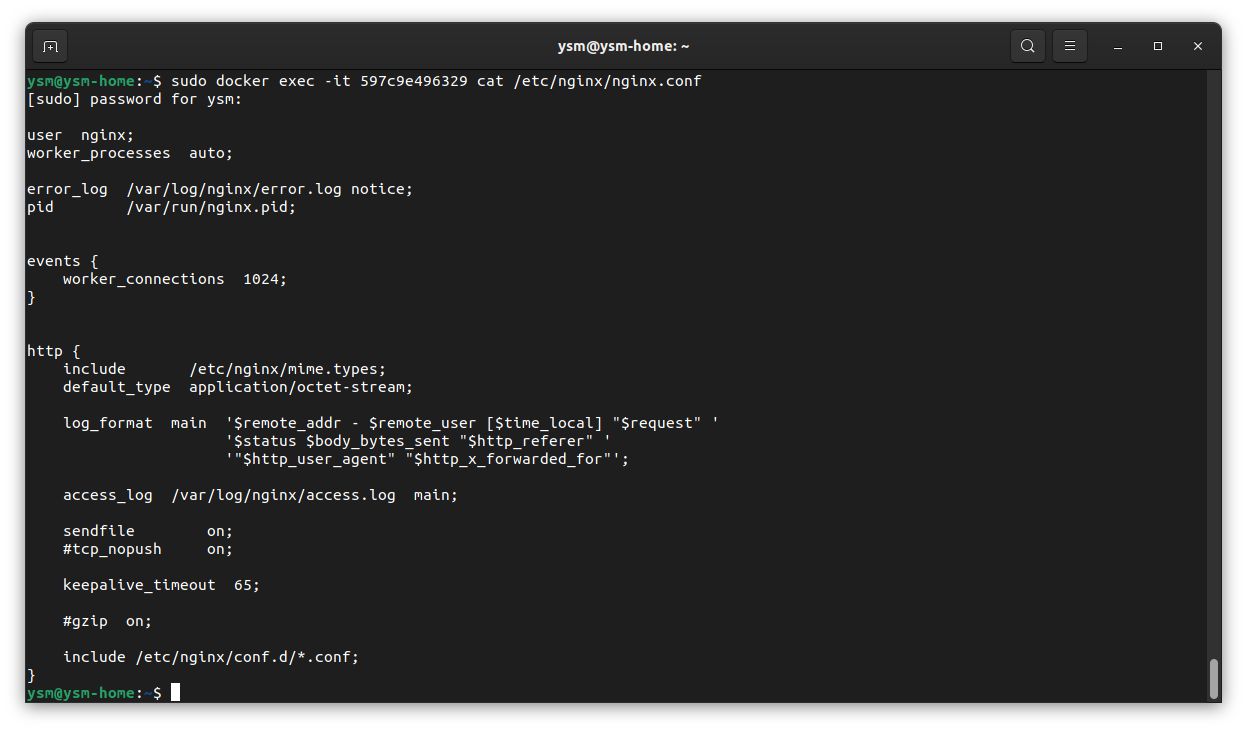 ysm@ysm-home: ~
ysm@ysm-home:~$ sudo docker exec -it 597c9e496329 cat /etc/nginx/nginx.conf
[sudo] password for ysm:
user  nginx;
worker_processes  auto;
error_log  /var/log/nginx/error.log notice;
pid        /var/run/nginx.pid;
events {
    worker_connections  1024;
}
http {
    include       /etc/nginx/mime.types;
    default_type  application/octet-stream;
    log_format  main  '$remote_addr - $remote_user [$time_local] "$request" '
                      '$status $body_bytes_sent "$http_referer" '
                      '"$http_user_agent" "$http_x_forwarded_for"';
    access_log  /var/log/nginx/access.log  main;
    sendfile        on;
    #tcp_nopush     on;
    keepalive_timeout  65;
    #gzip  on;
    include /etc/nginx/conf.d/*.conf;
}
ysm@ysm-home:~$